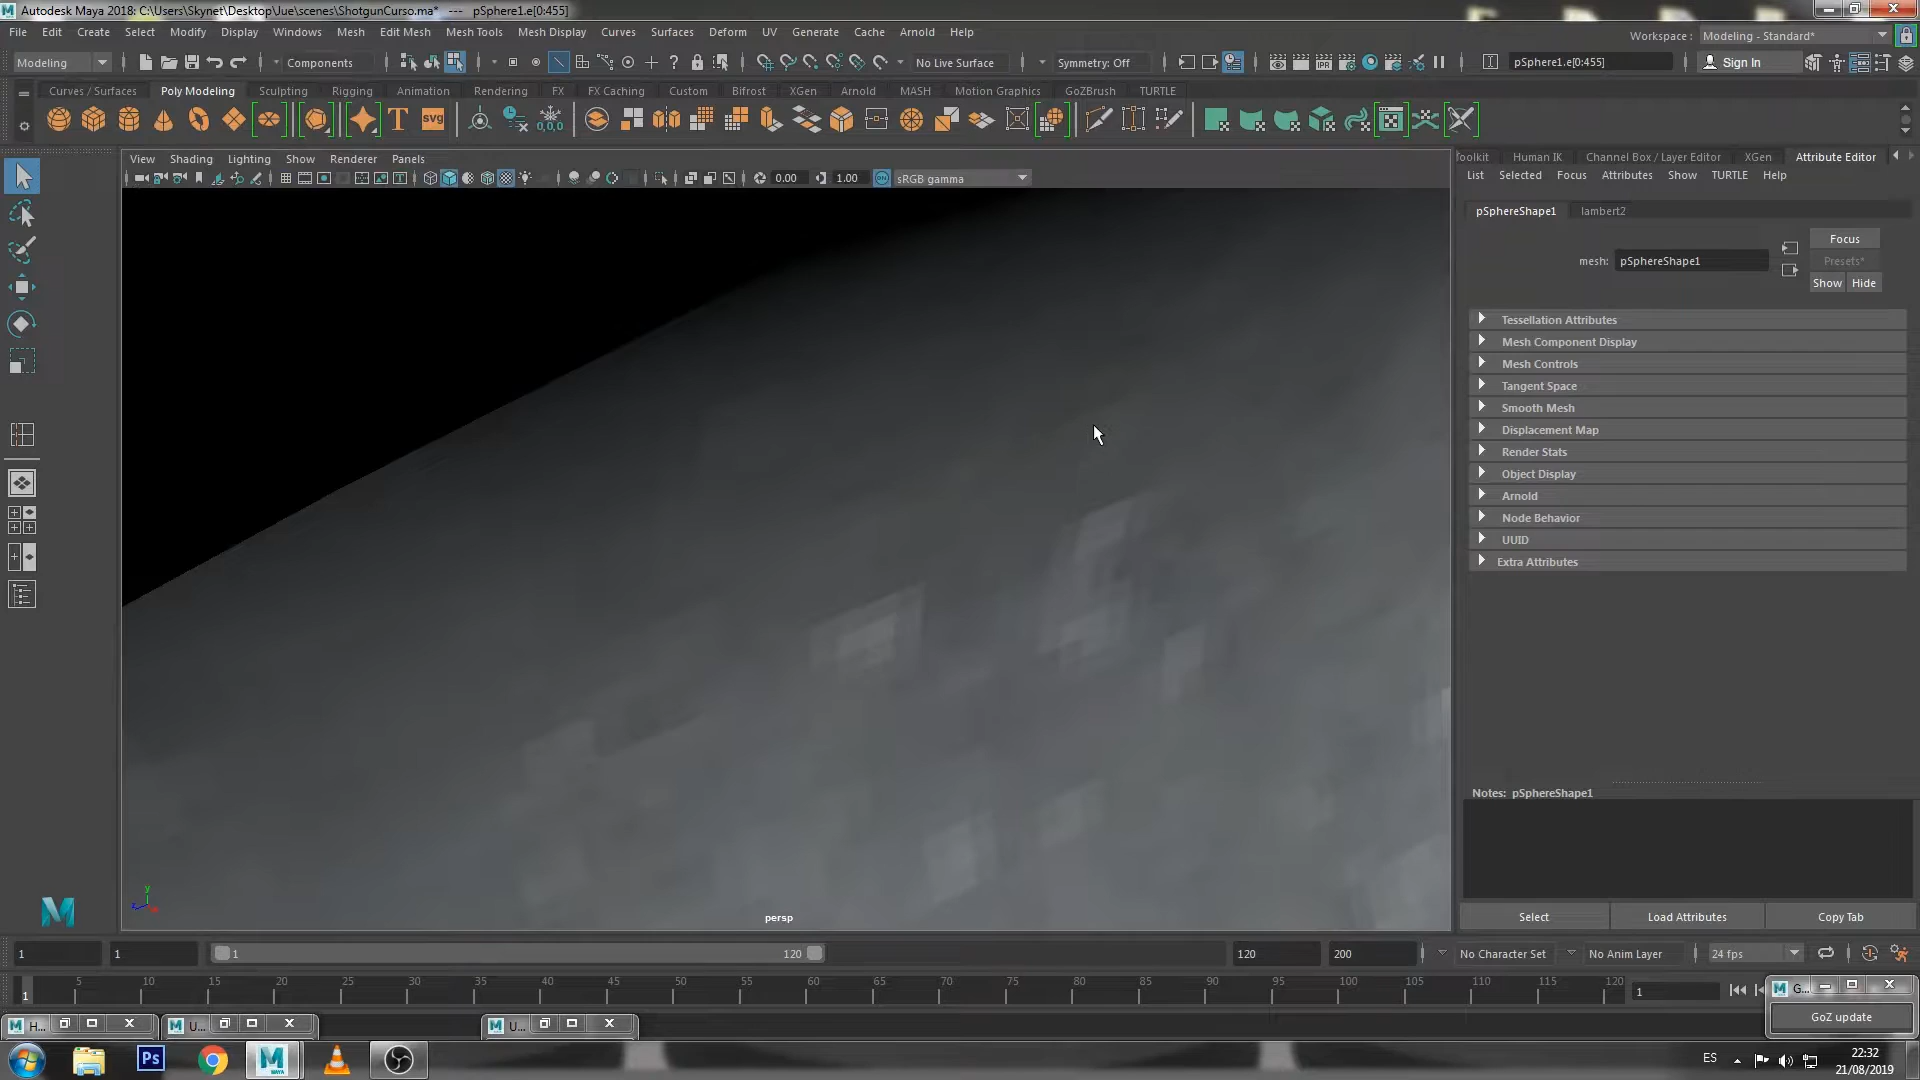 Autodesk Maya 2018: C:\Users\Skynet\Desktop\Jue\scenes\ShotgunCurso.ma* --- pSphere1.e[0:455]
File Edit Create Select Modify Display Windows Mesh Edit Mesh Mesh Tools Mesh Display Curves Surfaces Deform UV Generate Cache Arnold Help
Workspace : Modeling - Standard*
Modeling Components No Live Surface Symmetry: Off pSphere1.e[0:455] Sign In
Curves / Surfaces Poly Modeling Sculpting Rigging Animation Rendering FX FX Caching Custom Bifrost XGen Arnold MASH Motion Graphics GoZBrush TURTLE
T svg 0,0,0
View Shading Lighting Show Renderer Panels
0.00 1.00 ON sRGB gamma
oolkit Human IK Channel Box / Layer Editor XGen Attribute Editor
List Selected Focus Attributes Show TURTLE Help
pSphereShape1 lambert2
Focus
mesh: pSphereShape1
Presets*
Show Hide
Tessellation Attributes
Mesh Component Display
Mesh Controls
Tangent Space
Smooth Mesh
Displacement Map
Render Stats
Object Display
Arnold
Node Behavior
UUID
Extra Attributes
Notes: pSphereShape1
y
persp
Select Load Attributes Copy Tab
1 1 1 120 120 200 No Character Set No Anim Layer 24 fps
1 5 10 15 20 25 30 35 40 45 50 55 60 65 70 75 80 85 90 95 100 105 110 115 120 1
G...
GoZ update
H... U... U...
Ps MAYA
ES 22:32
21/08/2019